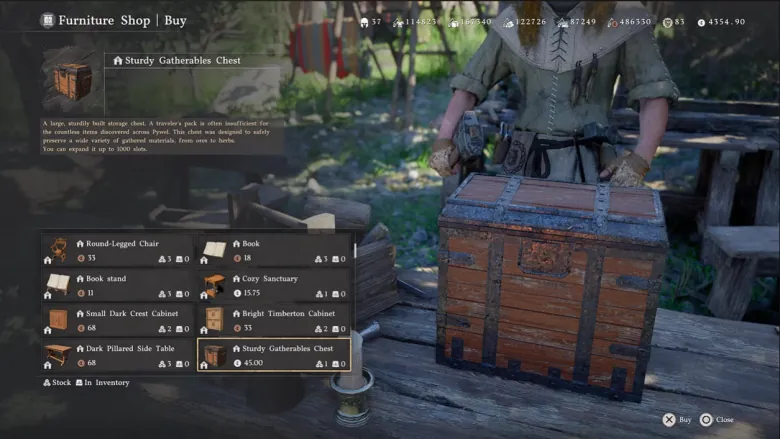 Furniture Shop | Buy
37 114823 167340 122726 87249 486330 83 4354.90
Sturdy Gatherables Chest
A large, sturdily built storage chest. A traveler's pack is often insufficient for
the countless items discovered across Pywel. This chest was designed to safely
preserve a wide variety of gathered materials, from ores to herbs.
You can expand it up to 1000 slots.
Round-Legged Chair
33 3 0
Book
18 3 0
Book stand
11 3 0
Cozy Sanctuary
15.75 1 0
Small Dark Crest Cabinet
68 2 0
Bright Timberton Cabinet
33 2 0
Dark Pillared Side Table
68 3 0
Sturdy Gatherables Chest
45.00 1 0
Stock In Inventory
Buy Close